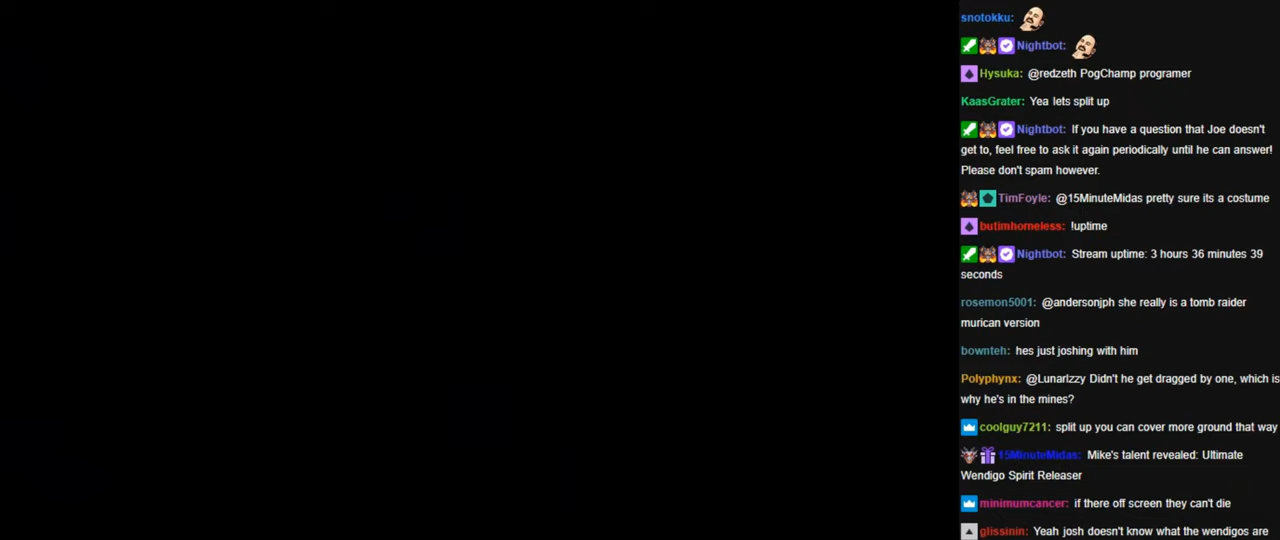 snotokku:
Nightbot:
Hysuka: @redzeth PogChamp programer
KaasGrater: Yea lets split up
Nightbot: If you have a question that Joe doesn't
get to, feel free to ask it again periodically until he can answer!
Please don't spam however.
TimFoyle: @15MinuteMidas pretty sure its a costume
butimhomeless: !uptime
Nightbot: Stream uptime: 3 hours 36 minutes 39
seconds
rosemon5001: @andersonjph she really is a tomb raider
murican version
bownteh: hes just joshing with him
Polyphynx: @LunarIzzy Didn't he get dragged by one, which is
why he's in the mines?
coolguy7211: split up you can cover more ground that way
15MinuteMidas: Mike's talent revealed: Ultimate
Wendigo Spirit Releaser
minimumcancer: if there off screen they can't die
glissinin: Yeah josh doesn't know what the wendigos are